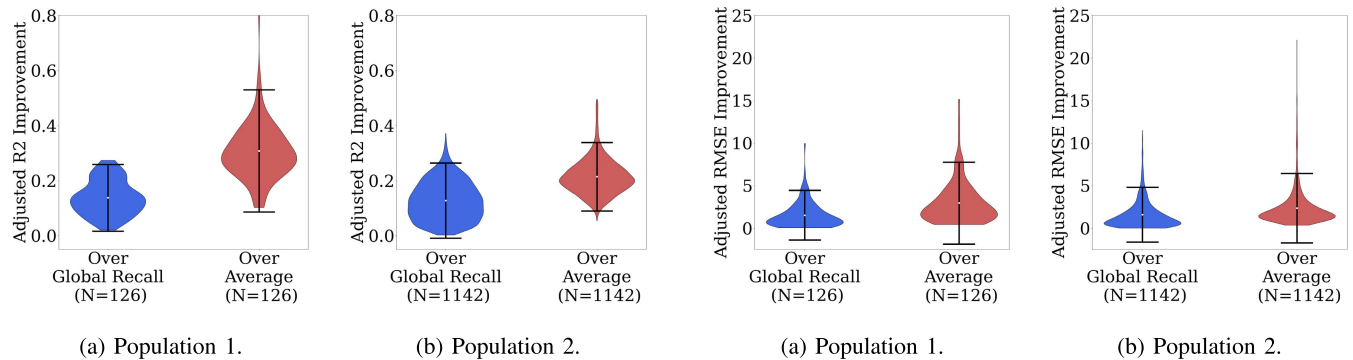 Adjusted R2 Improvement
0.8
0.6
0.4
0.2
0.0
Over
Global Recall
(N=126)
Over
Average
(N=126)
(a) Population 1.
Adjusted R2 Improvement
0.8
0.6
0.4
0.2
0.0
Over
Global Recall
(N=1142)
Over
Average
(N=1142)
(b) Population 2.
Adjusted RMSE Improvement
25
20
15
10
5
0
Over
Global Recall
(N=126)
Over
Average
(N=126)
(a) Population 1.
Adjusted RMSE Improvement
25
20
15
10
5
0
Over
Global Recall
(N=1142)
Over
Average
(N=1142)
(b) Population 2.